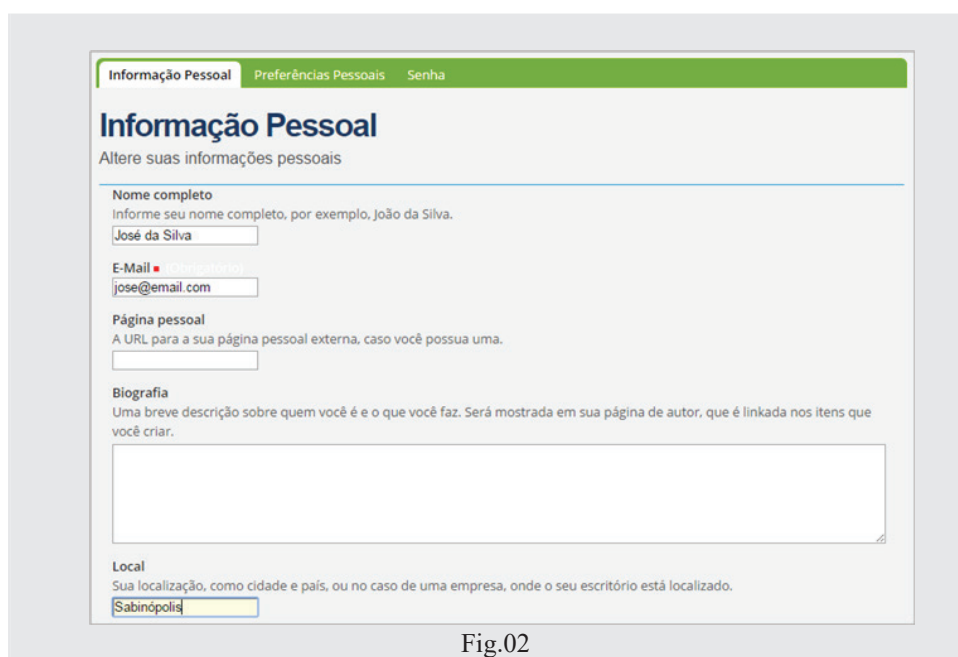 Informação Pessoal Preferências Pessoais Senha
Informação Pessoal
Altere suas informações pessoais
Nome completo
Informe seu nome completo, por exemplo, João da Silva.
José da Silva
E-Mail (Obrigatório)
jose@email.com
Página pessoal
A URL para a sua página pessoal externa, caso você possua uma.
Biografia
Uma breve descrição sobre quem você é e o que você faz. Será mostrada em sua página de autor, que é linkada nos itens que
você criar.
Local
Sua localização, como cidade e país, ou no caso de uma empresa, onde o seu escritório está localizado.
Sabinópolis
Fig.02